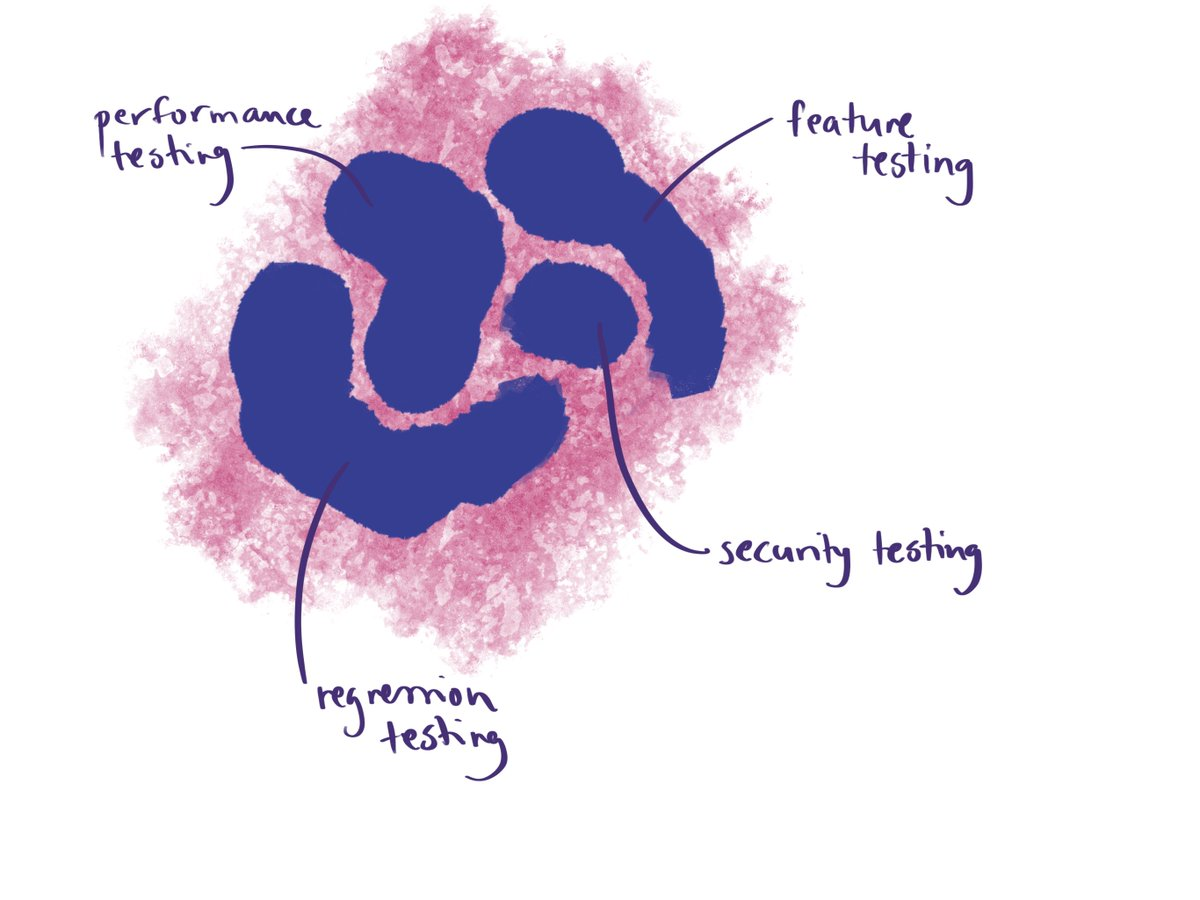 performance
testing
feature
testing
security testing
regression
testing